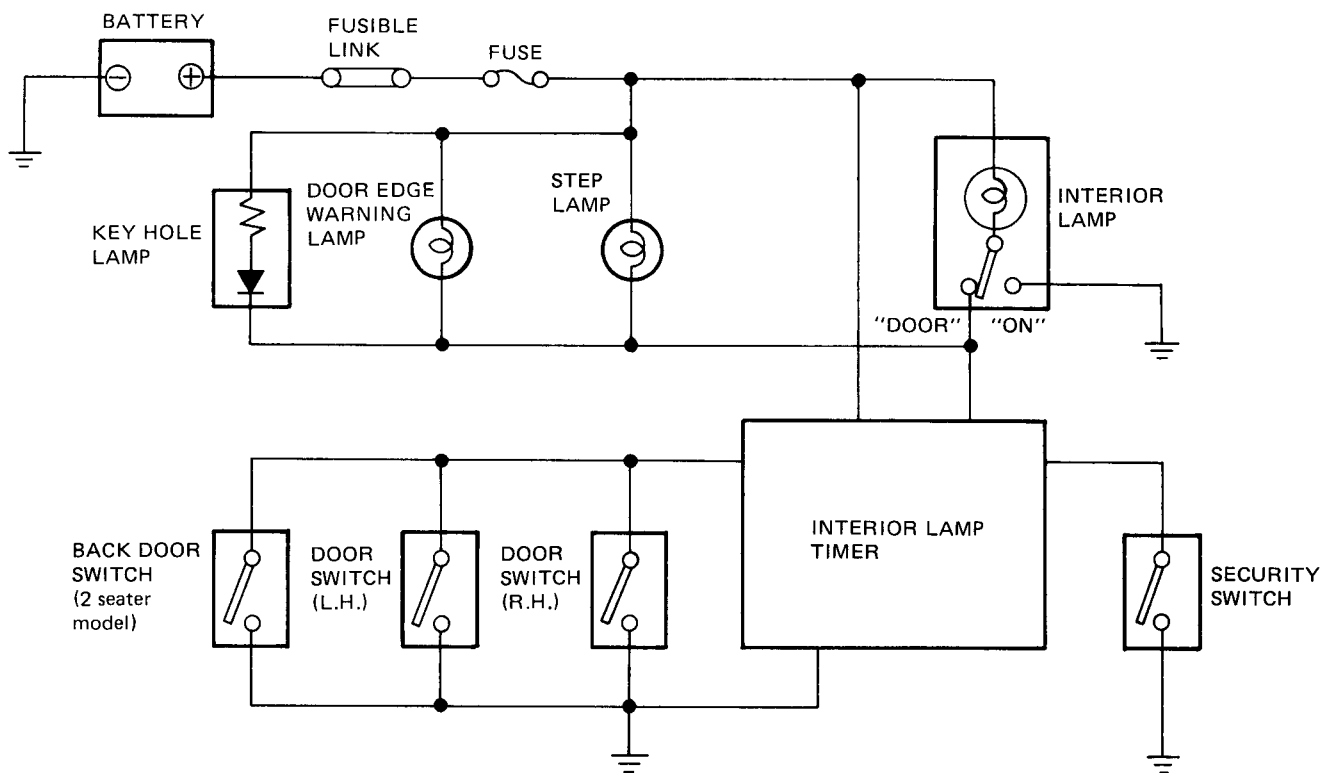 BATTERY
FUSIBLE
LINK
FUSE
KEY HOLE
LAMP
DOOR EDGE
WARNING
LAMP
STEP
LAMP
INTERIOR
LAMP
"DOOR"
"ON"
BACK DOOR
SWITCH
(2 seater
model)
DOOR
SWITCH
(L.H.)
DOOR
SWITCH
(R.H.)
INTERIOR LAMP
TIMER
SECURITY
SWITCH